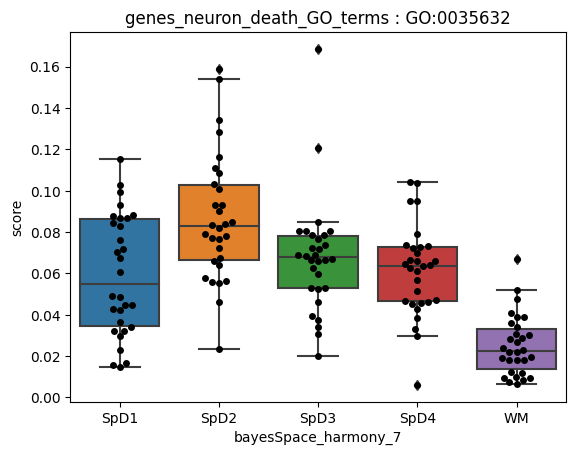 genes_neuron_death_GO_terms : GO:0035632
score
0.16
0.14
0.12
0.10
0.08
0.06
0.04
0.02
0.00
SpD1 SpD2 SpD3 SpD4 WM
bayesSpace_harmony_7